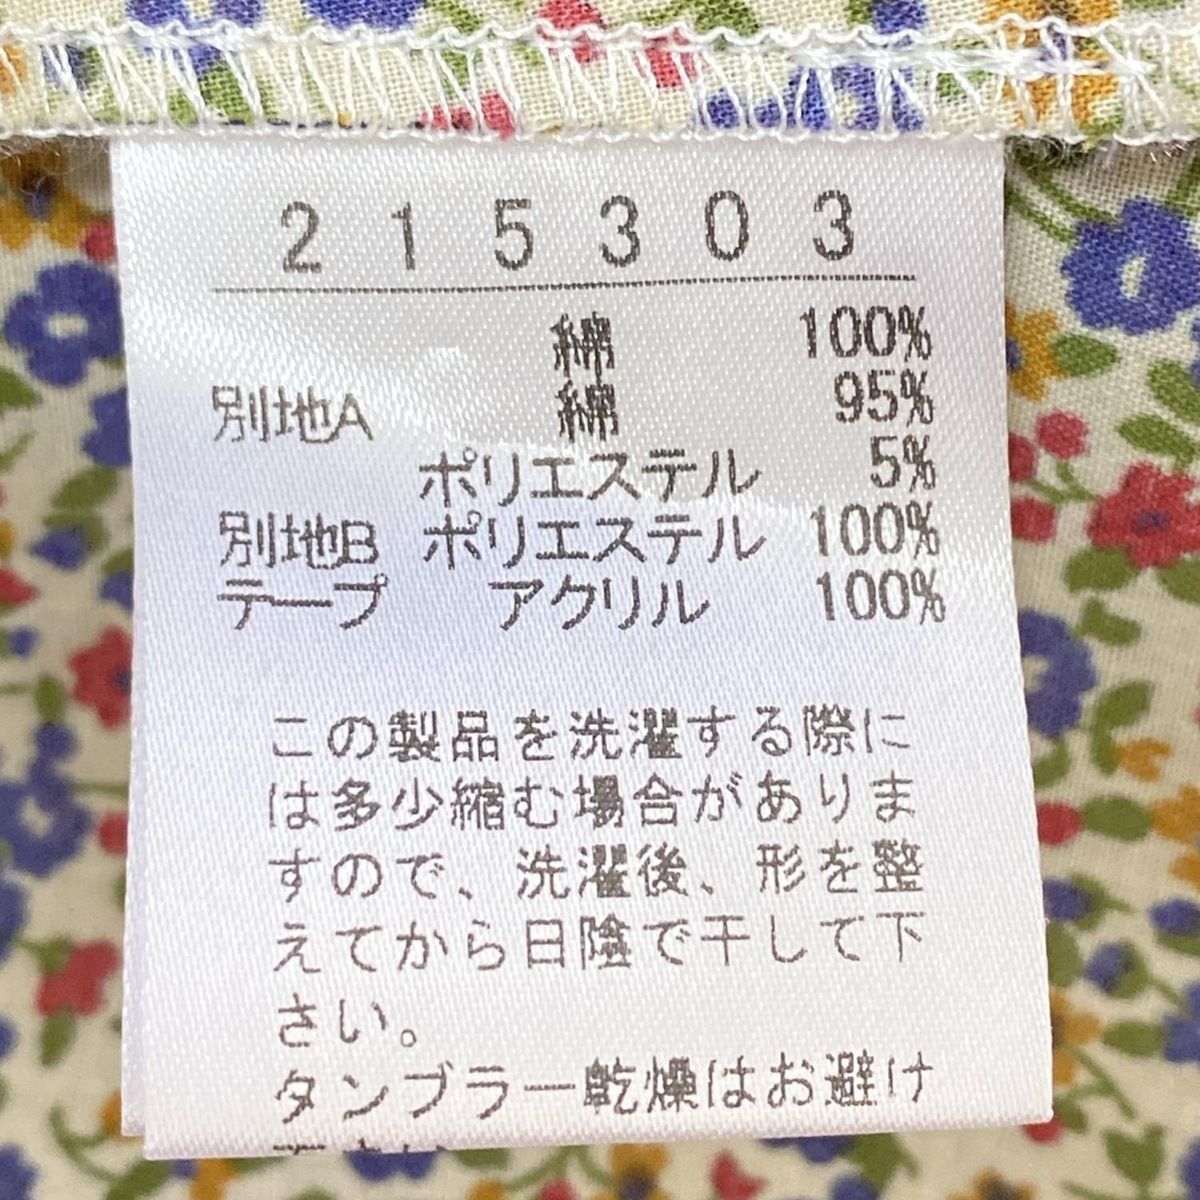 215303
綿 100%
別地A 綿 95%
ポリエステル 5%
別地B ポリエステル 100%
テープ アクリル 100%
この製品を洗濯する際に
は多少縮む場合がありま
すので、洗濯後、形を整
えてから日陰で干して下
さい。
タンブラー乾燥はお避け